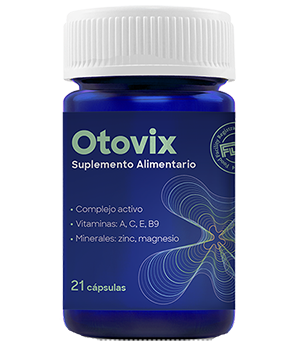 Otovix
Suplemento Alimentario
• Complejo activo
• Vitaminas: A, C, E, B9
• Minerales: zinc, magnesio
21 cápsulas